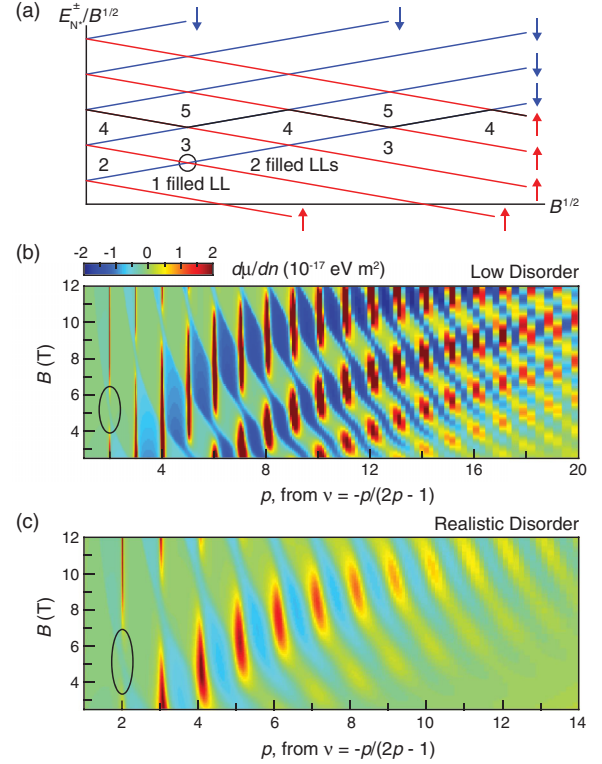 (a)
E_N*^±/B^1/2
5
5
4
4
4
3
3
2
2 filled LLs
1 filled LL
B^1/2
(b)
-2 -1 0 1 2
dμ/dn (10^-17 eV m^2)
Low Disorder
12
10
8
6
4
B (T)
4 8 12 16 20
p, from ν = -p/(2p - 1)
(c)
Realistic Disorder
12
10
8
6
4
B (T)
2 4 6 8 10 12 14
p, from ν = -p/(2p - 1)